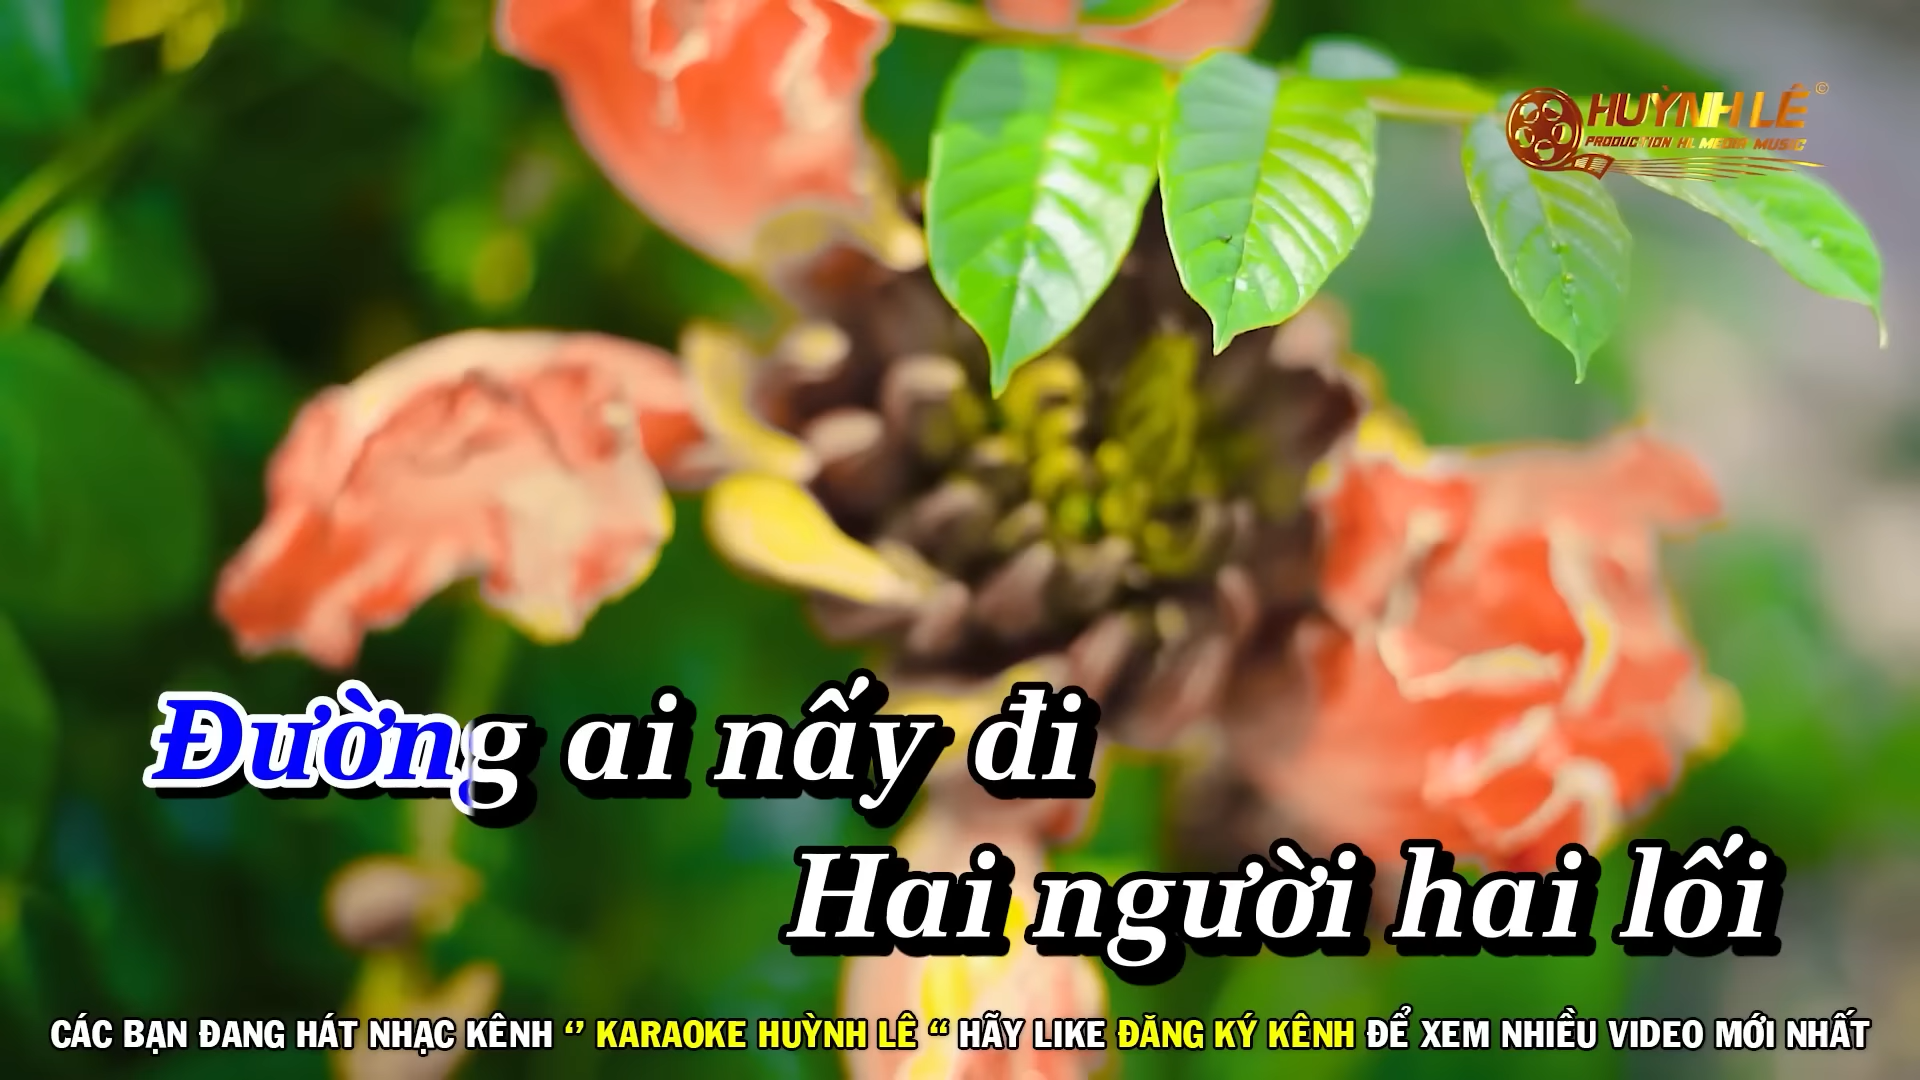 HUỲNH LÊ ©
PRODUCTION HL MEDIA MUSIC
Đường ai nấy đi
Hai người hai lối
CÁC BẠN ĐANG HÁT NHẠC KÊNH ‘’ KARAOKE HUỲNH LÊ “ HÃY LIKE ĐĂNG KÝ KÊNH ĐỂ XEM NHIỀU VIDEO MỚI NHẤT